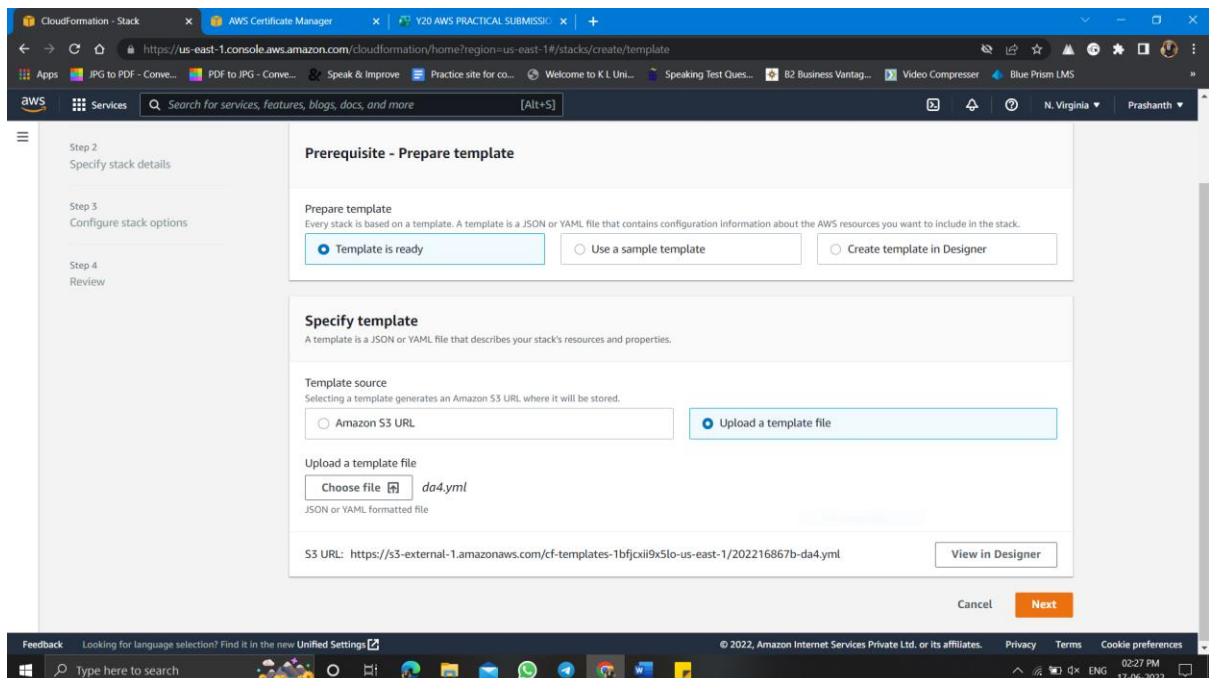 CloudFormation - Stack
AWS Certificate Manager
Y20 AWS PRACTICAL SUBMISSIO
https://us-east-1.console.aws.amazon.com/cloudformation/home?region=us-east-1#/stacks/create/template
Apps JPG to PDF - Conve... PDF to JPG - Conve... Speak & Improve Practice site for co... Welcome to K L Uni... Speaking Test Ques... B2 Business Vantag... Video Compresser Blue Prism LMS »
aws Services Search for services, features, blogs, docs, and more [Alt+S] N. Virginia Prashanth
Step 2
Specify stack details
Step 3
Configure stack options
Step 4
Review
Prerequisite - Prepare template
Prepare template
Every stack is based on a template. A template is a JSON or YAML file that contains configuration information about the AWS resources you want to include in the stack.
Template is ready
Use a sample template
Create template in Designer
Specify template
A template is a JSON or YAML file that describes your stack's resources and properties.
Template source
Selecting a template generates an Amazon S3 URL where it will be stored.
Amazon S3 URL
Upload a template file
Upload a template file
Choose file da4.yml
JSON or YAML formatted file
S3 URL: https://s3-external-1.amazonaws.com/cf-templates-1bfjcxii9x5lo-us-east-1/202216867b-da4.yml
View in Designer
Cancel
Next
Feedback Looking for language selection? Find it in the new Unified Settings © 2022, Amazon Internet Services Private Ltd. or its affiliates. Privacy Terms Cookie preferences
Type here to search
ENG
02:27 PM
17-06-2022